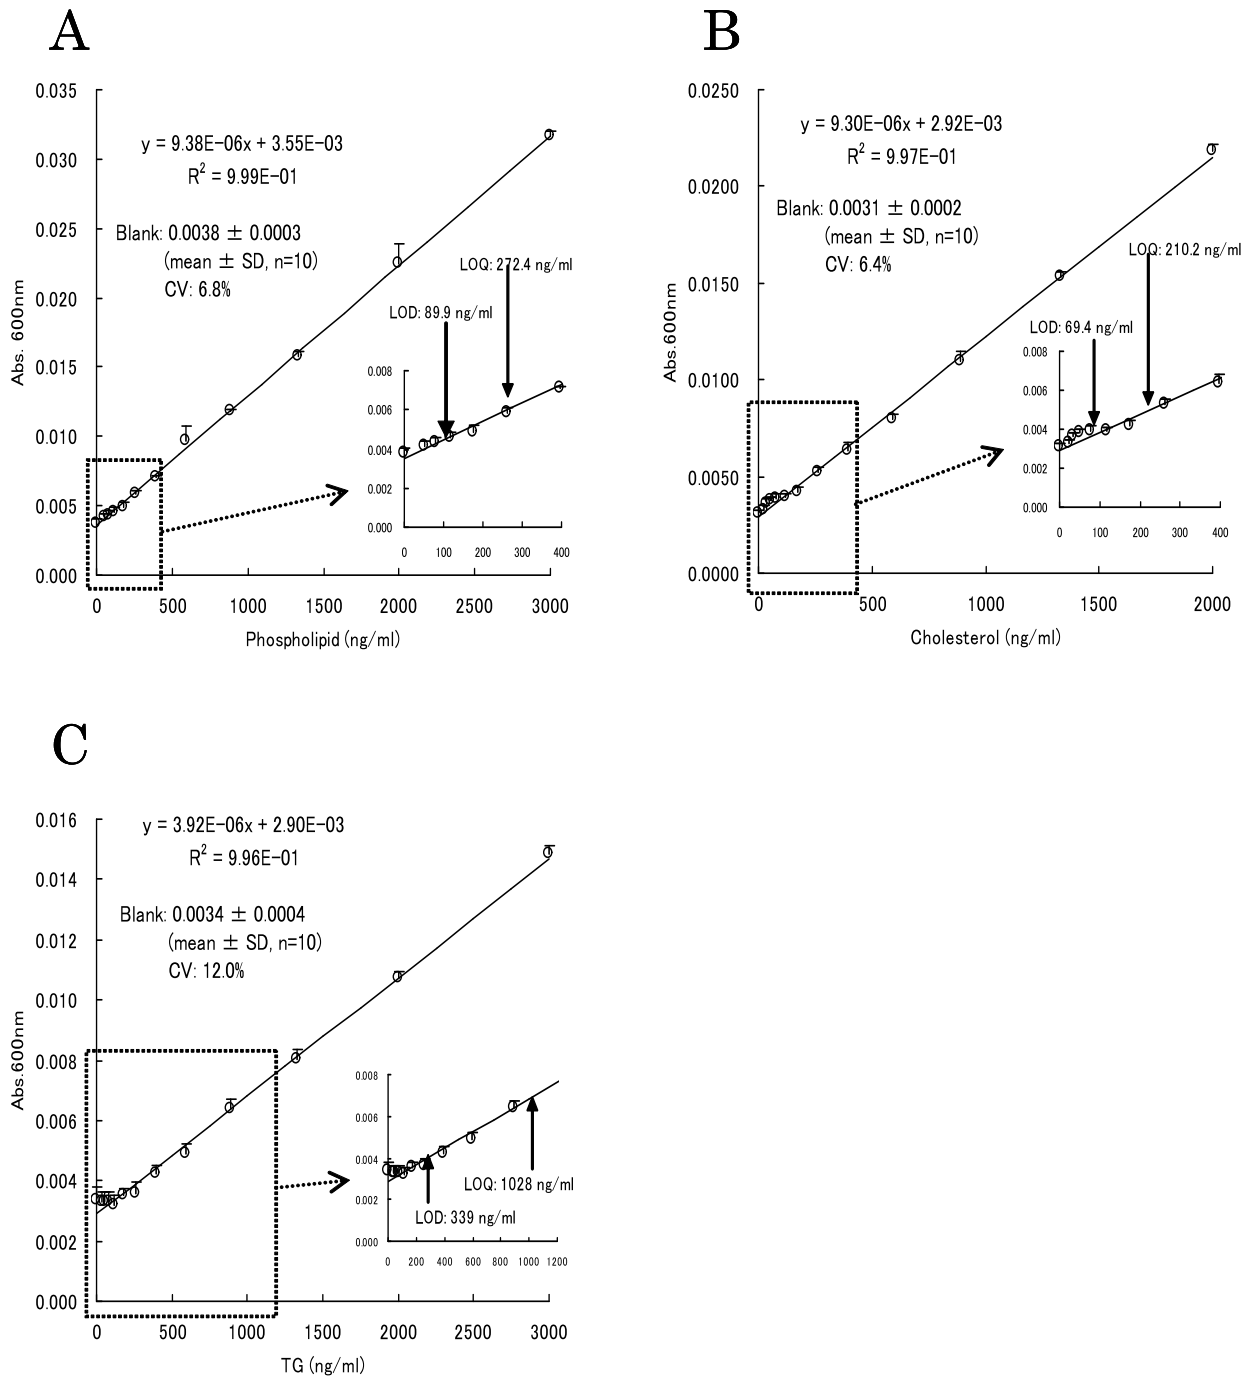 A
0.035
0.030
0.025
0.020
0.015
0.010
0.005
0.000
Abs. 600nm
y = 9.38E-06x + 3.55E-03
R² = 9.99E-01
Blank: 0.0038 ± 0.0003
(mean ± SD, n=10)
CV: 6.8%
LOQ: 272.4 ng/ml
LOD: 89.9 ng/ml
0.008
0.006
0.004
0.002
0.000
0 100 200 300 400
0 500 1000 1500 2000 2500 3000
Phospholipid (ng/ml)
B
0.0250
0.0200
0.0150
0.0100
0.0050
0.0000
Abs.600nm
y = 9.30E-06x + 2.92E-03
R² = 9.97E-01
Blank: 0.0031 ± 0.0002
(mean ± SD, n=10)
CV: 6.4%
LOQ: 210.2 ng/ml
LOD: 69.4 ng/ml
0.008
0.006
0.004
0.002
0.000
0 100 200 300 400
0 500 1000 1500 2000
Cholesterol (ng/ml)
C
0.016
0.014
0.012
0.010
0.008
0.006
0.004
0.002
0.000
Abs.600nm
y = 3.92E-06x + 2.90E-03
R² = 9.96E-01
Blank: 0.0034 ± 0.0004
(mean ± SD, n=10)
CV: 12.0%
0.008
0.006
0.004
0.002
0.000
LOQ: 1028 ng/ml
LOD: 339 ng/ml
0 200 400 600 800 1000 1200
0 500 1000 1500 2000 2500 3000
TG (ng/ml)